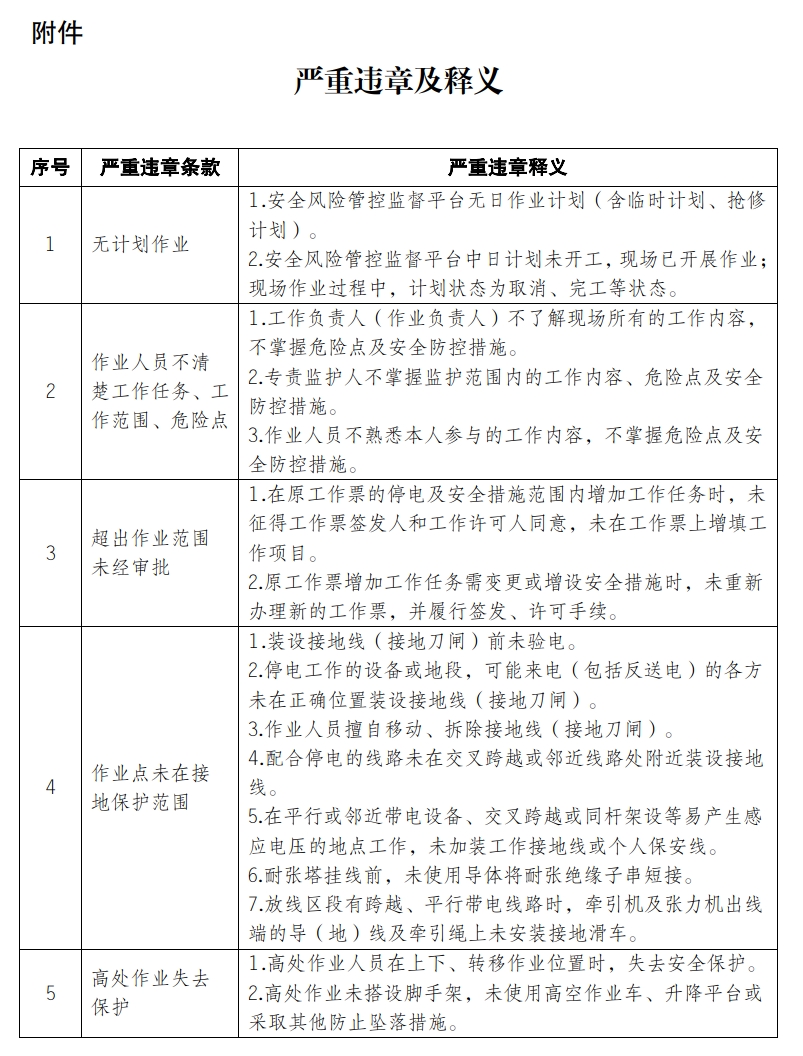 附件
严重违章及释义
序号 严重违章条款 严重违章释义
1 无计划作业
1.安全风险管控监督平台无日作业计划（含临时计划、抢修
计划）。
2.安全风险管控监督平台中日计划未开工，现场已开展作业；
现场作业过程中，计划状态为取消、完工等状态。
2
作业人员不清
楚工作任务、工
作范围、危险点
1.工作负责人（作业负责人）不了解现场所有的工作内容，
不掌握危险点及安全防控措施。
2.专责监护人不掌握监护范围内的工作内容、危险点及安全
防控措施。
3.作业人员不熟悉本人参与的工作内容，不掌握危险点及安
全防控措施。
3
超出作业范围
未经审批
1.在原工作票的停电及安全措施范围内增加工作任务时，未
征得工作票签发人和工作许可人同意，未在工作票上增填工
作项目。
2.原工作票增加工作任务需变更或增设安全措施时，未重新
办理新的工作票，并履行签发、许可手续。
4
作业点未在接
地保护范围
1.装设接地线（接地刀闸）前未验电。
2.停电工作的设备或地段，可能来电（包括反送电）的各方
未在正确位置装设接地线（接地刀闸）。
3.作业人员擅自移动、拆除接地线（接地刀闸）。
4.配合停电的线路未在交叉跨越或邻近线路处附近装设接地
线。
5.在平行或邻近带电设备、交叉跨越或同杆架设等易产生感
应电压的地点工作，未加装工作接地线或个人保安线。
6.耐张塔挂线前，未使用导体将耐张绝缘子串短接。
7.放线区段有跨越、平行带电线路时，牵引机及张力机出线
端的导（地）线及牵引绳上未安装接地滑车。
5
高处作业失去
保护
1.高处作业人员在上下、转移作业位置时，失去安全保护。
2.高处作业未搭设脚手架，未使用高空作业车、升降平台或
采取其他防止坠落措施。